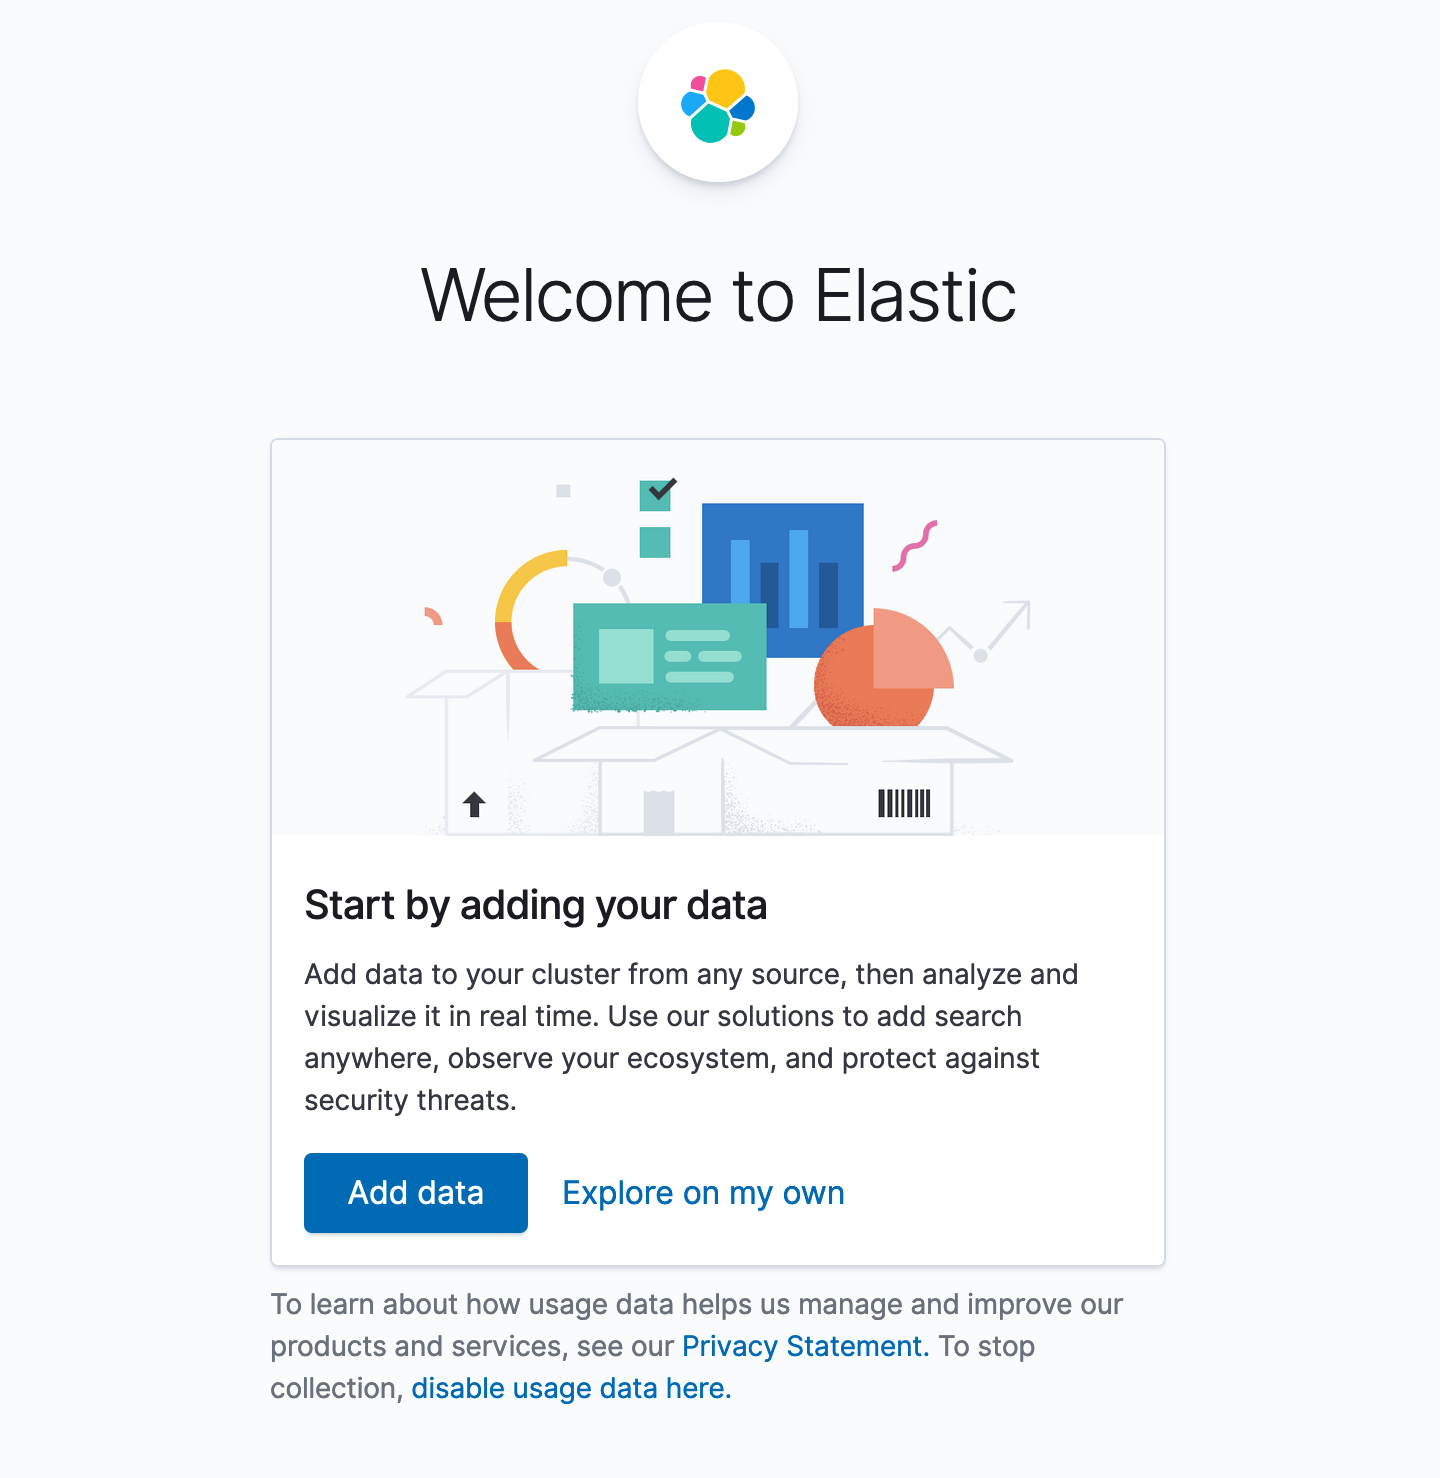 Welcome to Elastic
Start by adding your data
Add data to your cluster from any source, then analyze and
visualize it in real time. Use our solutions to add search
anywhere, observe your ecosystem, and protect against
security threats.
Add data
Explore on my own
To learn about how usage data helps us manage and improve our
products and services, see our Privacy Statement. To stop
collection, disable usage data here.